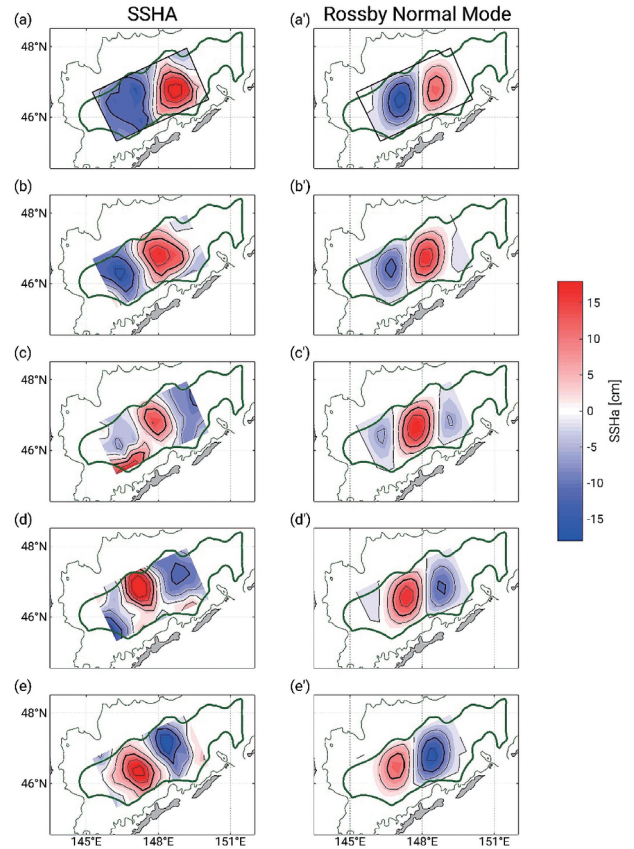 SSHA
Rossby Normal Mode
(a)
(a')
48°N
46°N
(b)
(b')
48°N
46°N
(c)
(c')
48°N
46°N
(d)
(d')
48°N
46°N
(e)
(e')
48°N
46°N
145°E 148°E 151°E
145°E 148°E 151°E
15
10
5
0
-5
-10
-15
SSHa [cm]